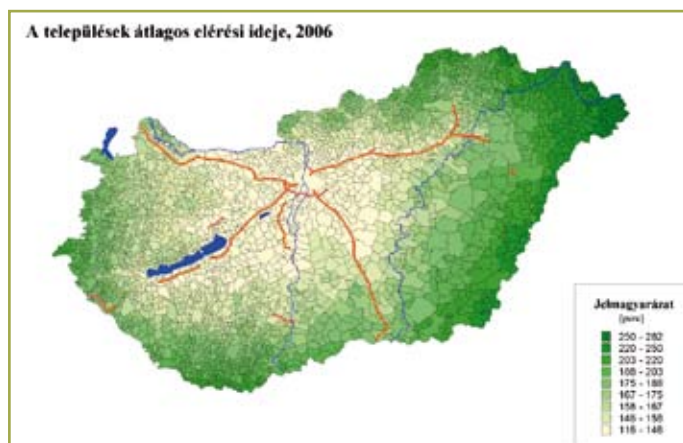 A települések átlagos elérési ideje, 2006
Jelmagyarázat
[perc]
250 - 282
220 - 250
203 - 220
188 - 203
175 - 188
167 - 175
158 - 167
146 - 158
116 - 146